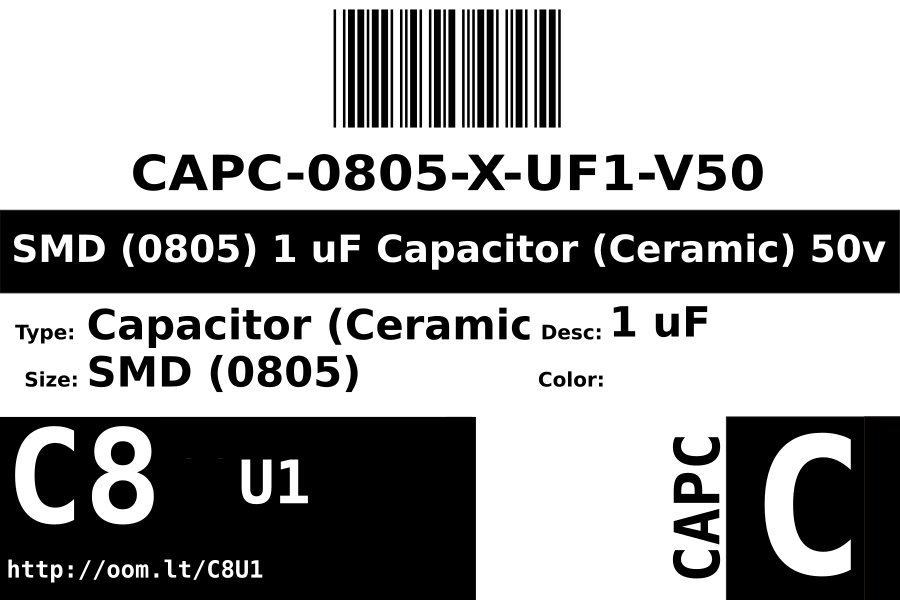 CAPC-0805-X-UF1-V50
SMD (0805) 1 uF Capacitor (Ceramic) 50v
Type: Capacitor (Ceramic Desc: 1 uF
Size: SMD (0805) Color:
C8 U1
http://oom.lt/C8U1
CAPC
C